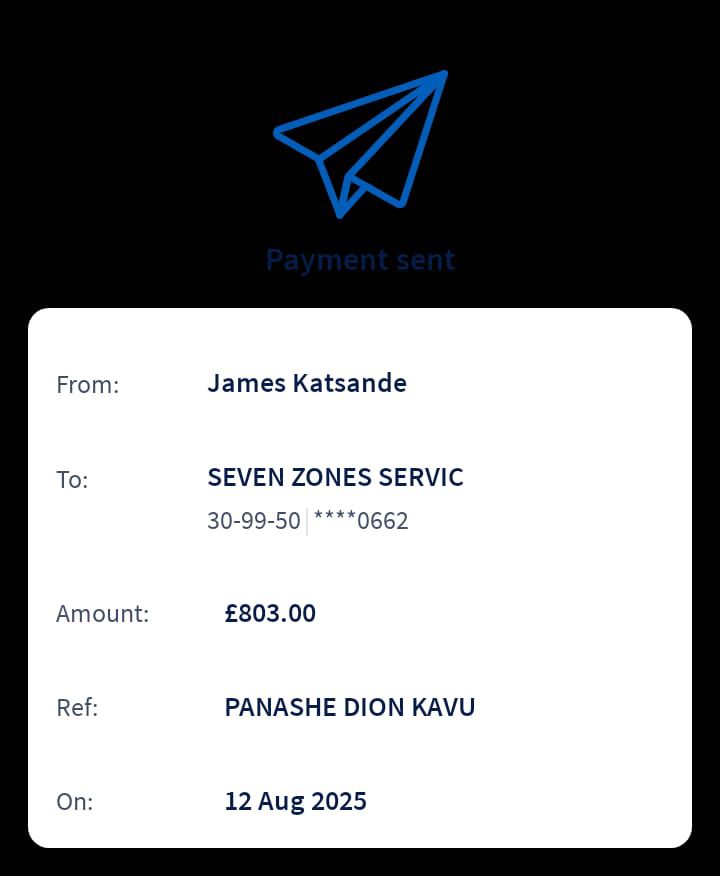 Payment sent
From: James Katsande
To: SEVEN ZONES SERVIC
30-99-50 ****0662
Amount: £803.00
Ref: PANASHE DION KAVU
On: 12 Aug 2025